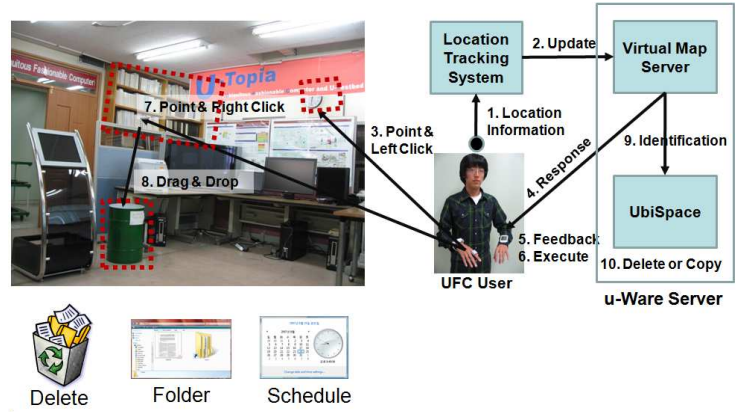 Location
Tracking
System
2. Update
Virtual Map
Server
U-Topia
7. Point & Right Click
1. Location
Information
3. Point &
Left Click
4. Response
9. Identification
8. Drag & Drop
UbiSpace
5. Feedback
6. Execute
10. Delete or Copy
UFC User
u-Ware Server
Delete
Folder
Schedule